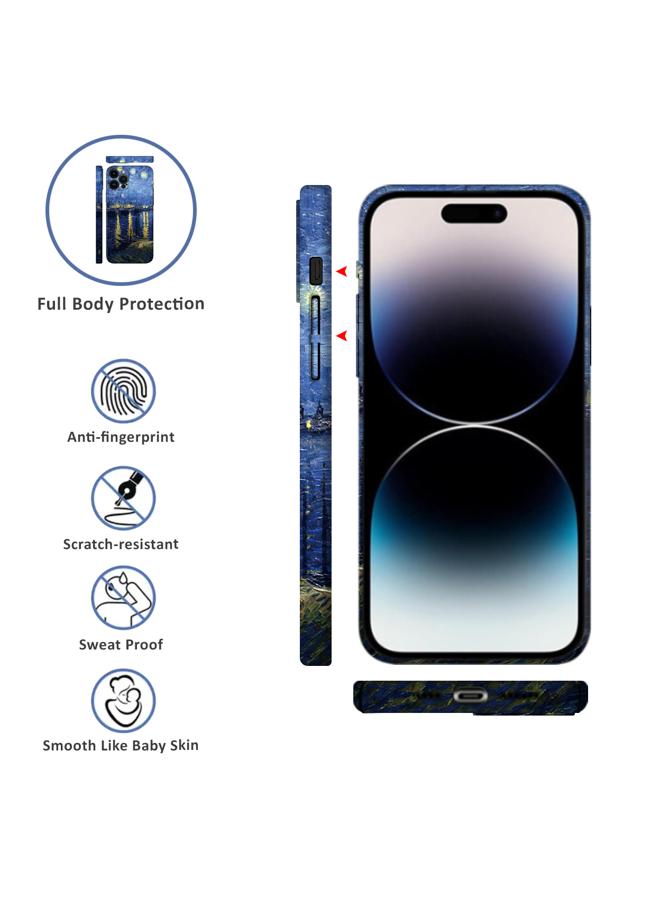 Full Body Protection
Anti-fingerprint
Scratch-resistant
Sweat Proof
Smooth Like Baby Skin